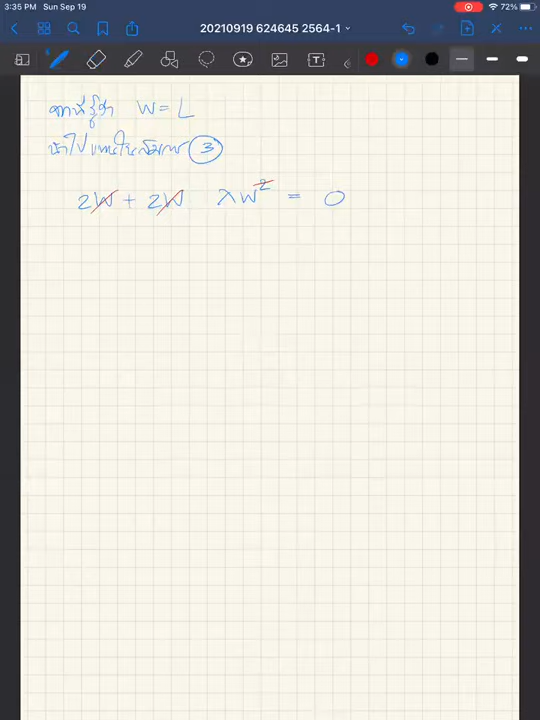 3:35 PM Sun Sep 19
72%
20210919 624645 2564-1
จากที่รู้ว่า W = L
นำไปแทนในสมการ 3
2W + 2W λW² = 0